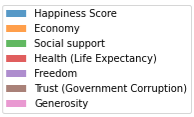 Happiness Score
Economy
Social support
Health (Life Expectancy)
Freedom
Trust (Government Corruption)
Generosity